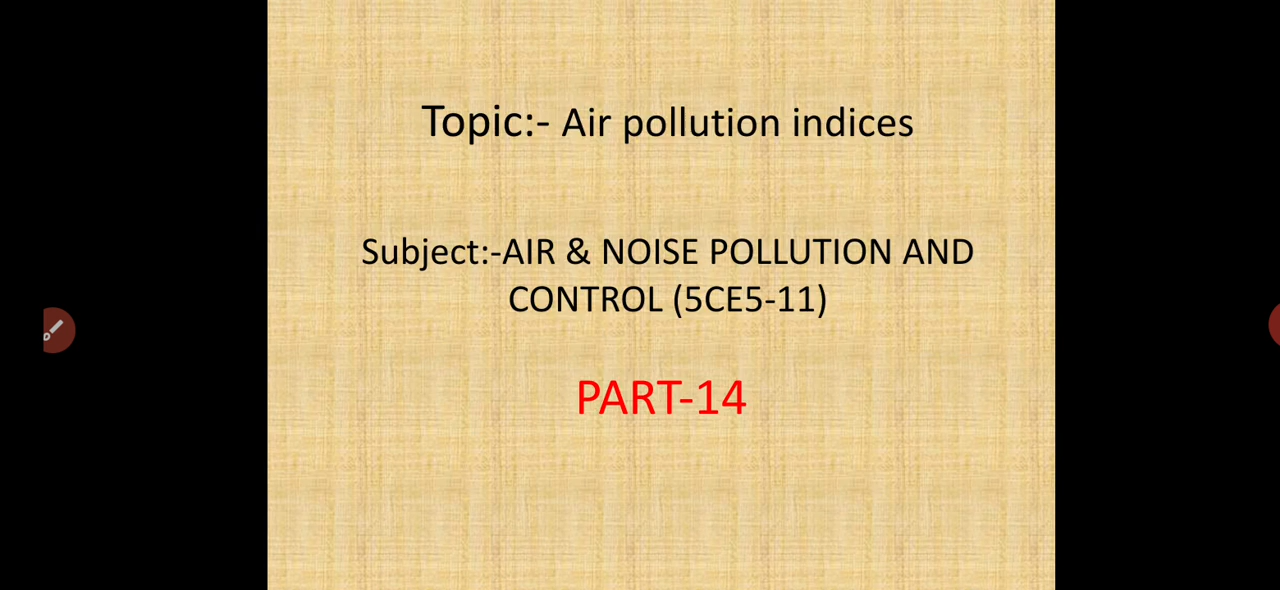 Topic:- Air pollution indices
Subject:-AIR & NOISE POLLUTION AND
CONTROL (5CE5-11)
PART-14